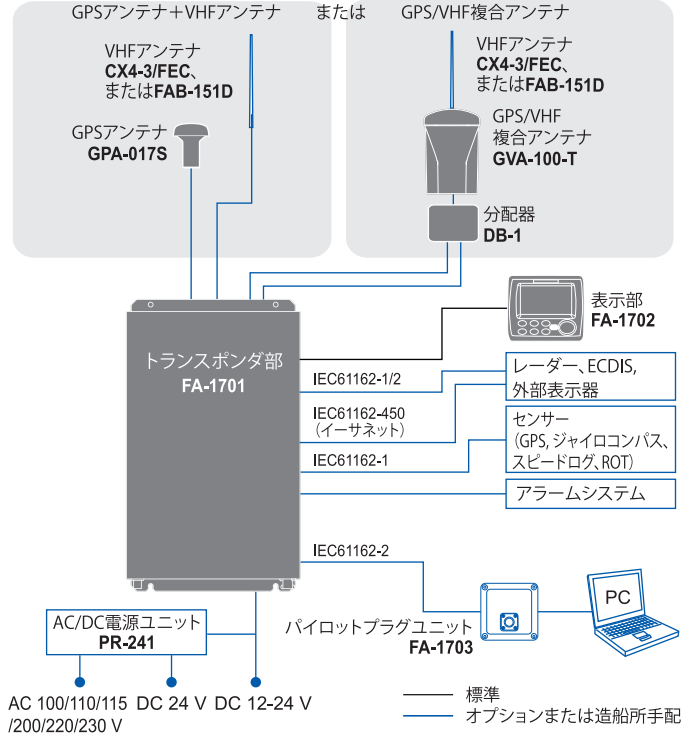 GPSアンテナ＋VHFアンテナ
または
GPS/VHF複合アンテナ
VHFアンテナ
CX4-3/FEC、
またはFAB-151D
GPSアンテナ
GPA-017S
VHFアンテナ
CX4-3/FEC、
またはFAB-151D
GPS/VHF
複合アンテナ
GVA-100-T
分配器
DB-1
トランスポンダ部
FA-1701
表示部
FA-1702
IEC61162-1/2
レーダー、ECDIS,
外部表示器
IEC61162-450
（イーサネット）
IEC61162-1
センサー
（GPS, ジャイロコンパス、
スピードログ、ROT）
アラームシステム
IEC61162-2
パイロットプラグユニット
FA-1703
PC
AC/DC電源ユニット
PR-241
AC 100/110/115
/200/220/230 V
DC 24 V
DC 12-24 V
標準
オプションまたは造船所手配